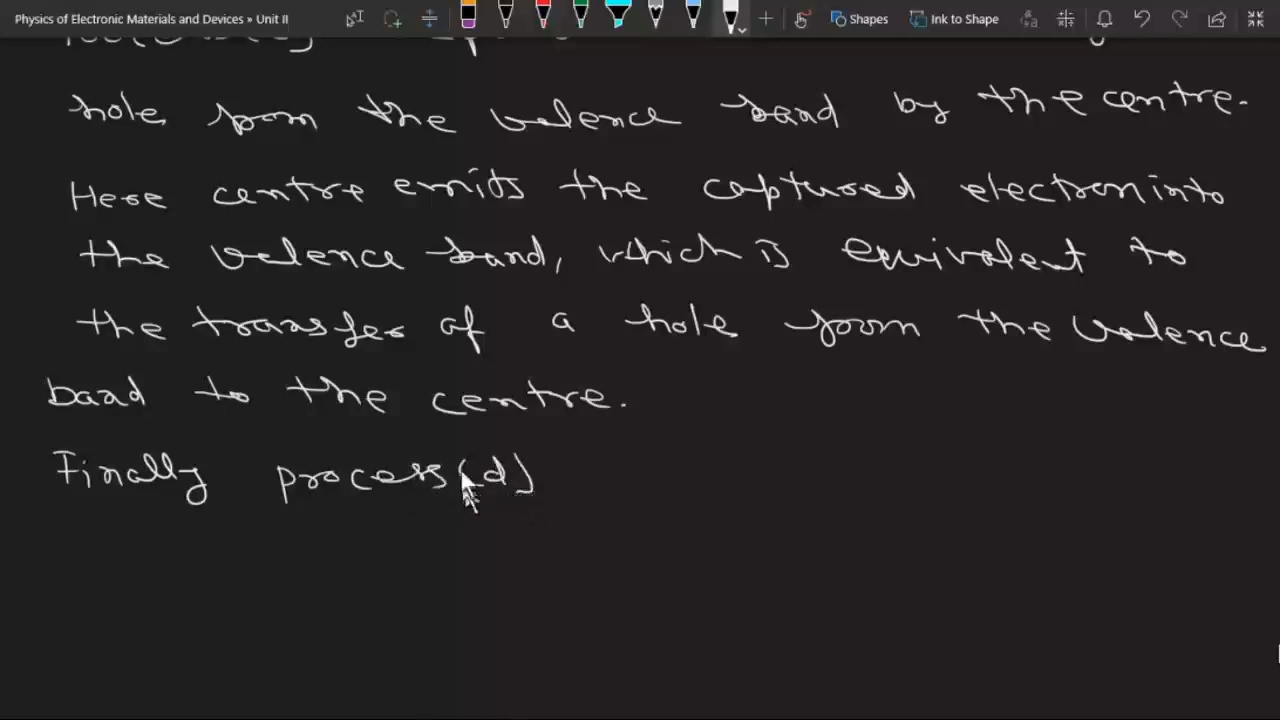 Physics of Electronic Materials and Devices » Unit II
Shapes
Ink to Shape
hole from the valence band by the centre.
Here centre emits the captured electron into
the valence band, which is equivalent to
the transfer of a hole from the valence
band to the centre.
Finally process(d)